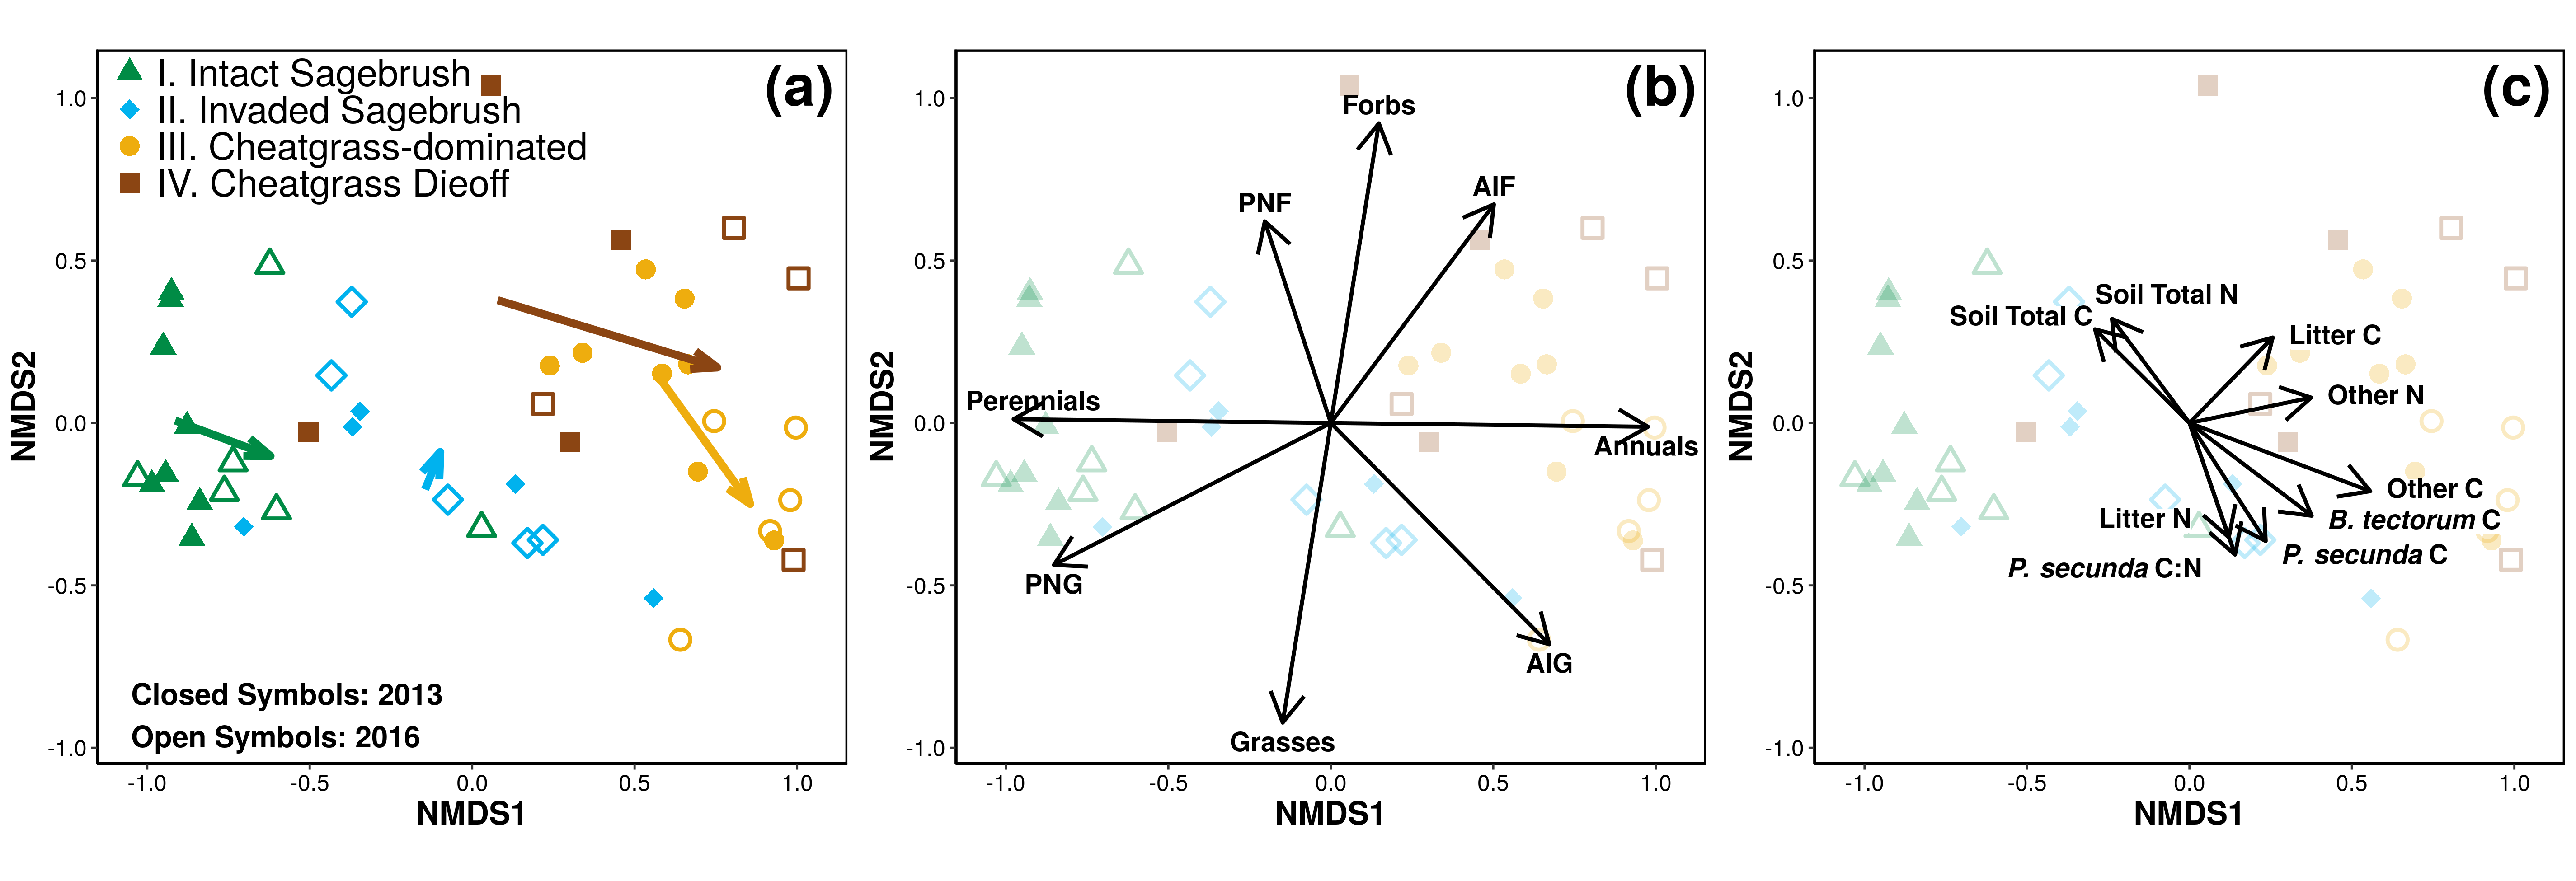 (a)
I. Intact Sagebrush
II. Invaded Sagebrush
III. Cheatgrass-dominated
IV. Cheatgrass Dieoff
1.0
0.5
0.0
-0.5
-1.0
NMDS2
Closed Symbols: 2013
Open Symbols: 2016
-1.0 -0.5 0.0 0.5 1.0
NMDS1
(b)
1.0
0.5
0.0
-0.5
-1.0
NMDS2
Forbs
AIF
PNF
Perennials
Annuals
PNG
AIG
Grasses
-1.0 -0.5 0.0 0.5 1.0
NMDS1
(c)
1.0
0.5
0.0
-0.5
-1.0
NMDS2
Soil Total N
Soil Total C
Litter C
Other N
Other C
Litter N
B. tectorum C
P. secunda C
P. secunda C:N
-1.0 -0.5 0.0 0.5 1.0
NMDS1